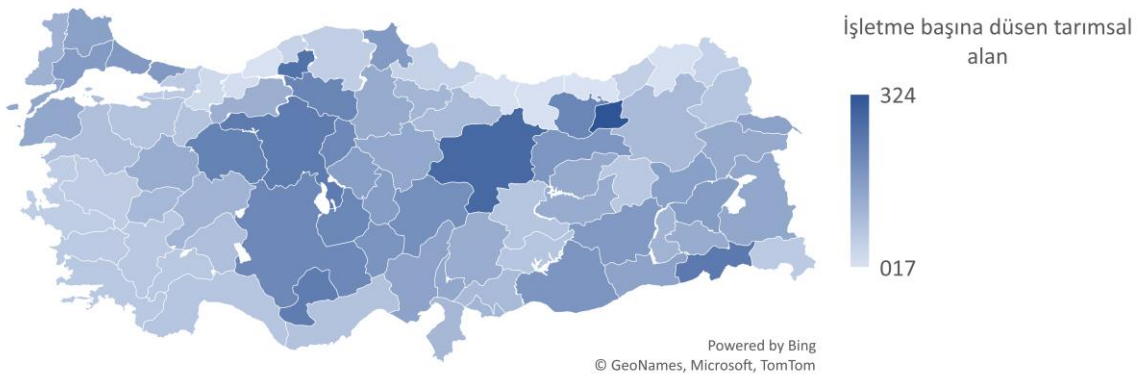 İşletme başına düsen tarımsal
alan
324
017
Powered by Bing
© GeoNames, Microsoft, TomTom